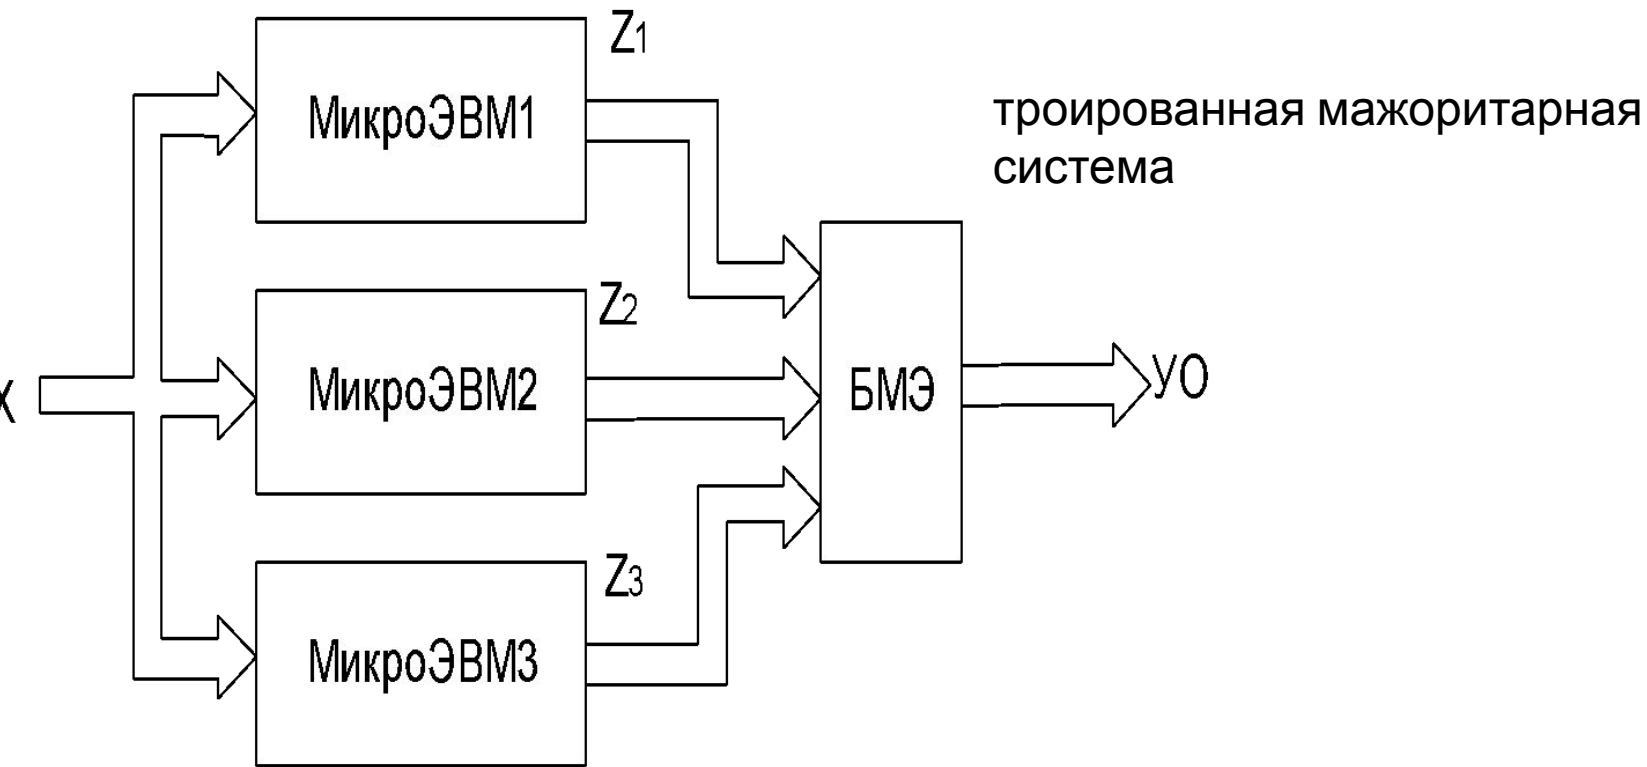 Z1
МикроЭВМ1
троированная мажоритарная
система
Z2
X
МикроЭВМ2
БМЭ
УО
Z3
МикроЭВМ3